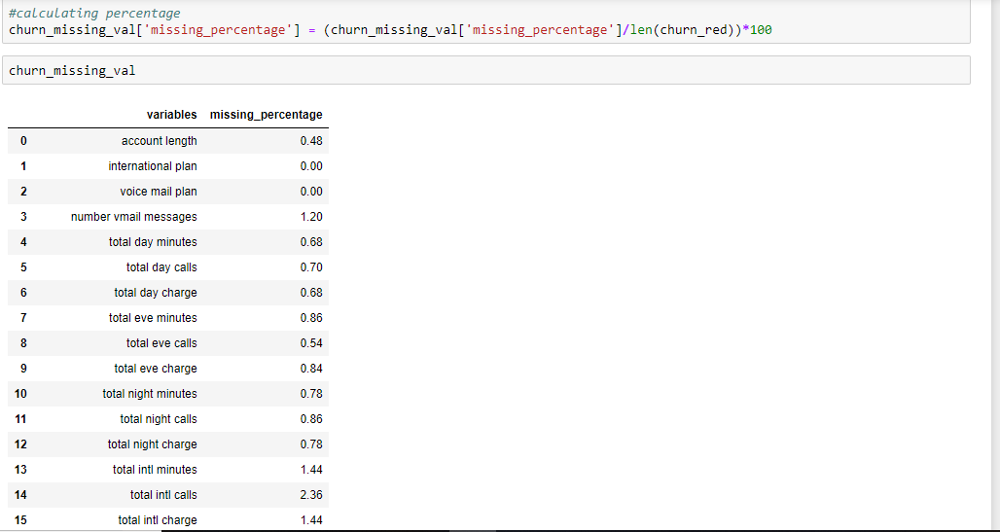 #calculating percentage
churn_missing_val['missing_percentage'] = (churn_missing_val['missing_percentage']/len(churn_red))*100
churn_missing_val
variables missing_percentage
0 account length 0.48
1 international plan 0.00
2 voice mail plan 0.00
3 number vmail messages 1.20
4 total day minutes 0.68
5 total day calls 0.70
6 total day charge 0.68
7 total eve minutes 0.86
8 total eve calls 0.54
9 total eve charge 0.84
10 total night minutes 0.78
11 total night calls 0.86
12 total night charge 0.78
13 total intl minutes 1.44
14 total intl calls 2.36
15 total intl charge 1.44